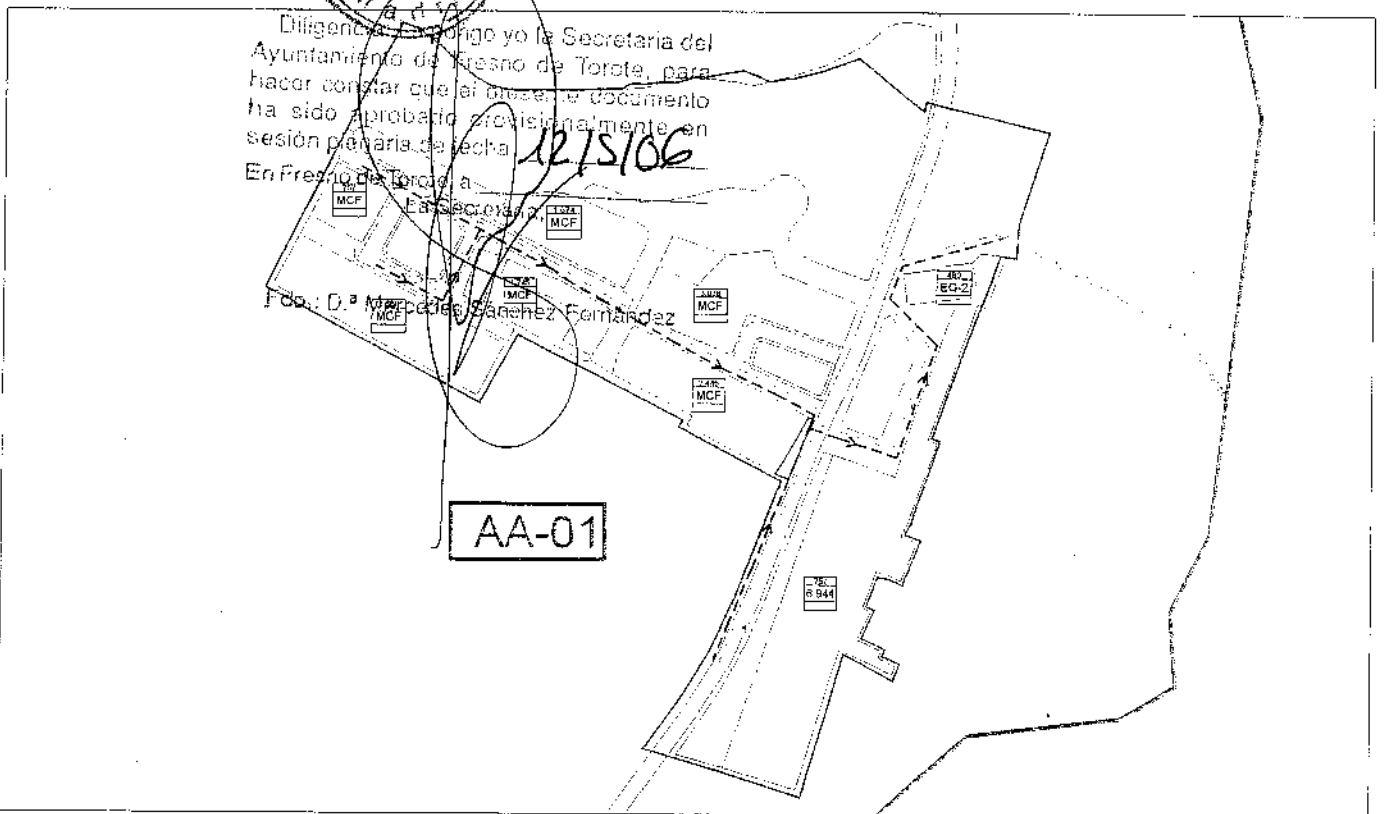 Diligencia pongo yo la Secretaria del
Ayuntamiento de Fresno de Torote, para
hacer constar que el presente documento
ha sido aprobado provisionalmente en
sesión plenaria de fecha 12/5/06
En Fresno de Torote, a
La Secretaria,
MCF
MCF
MCF
MCF
Fdo.: D.ª Mercedes Sánchez Fernández
MCF
EG-2
MCF
AA-01
6 944